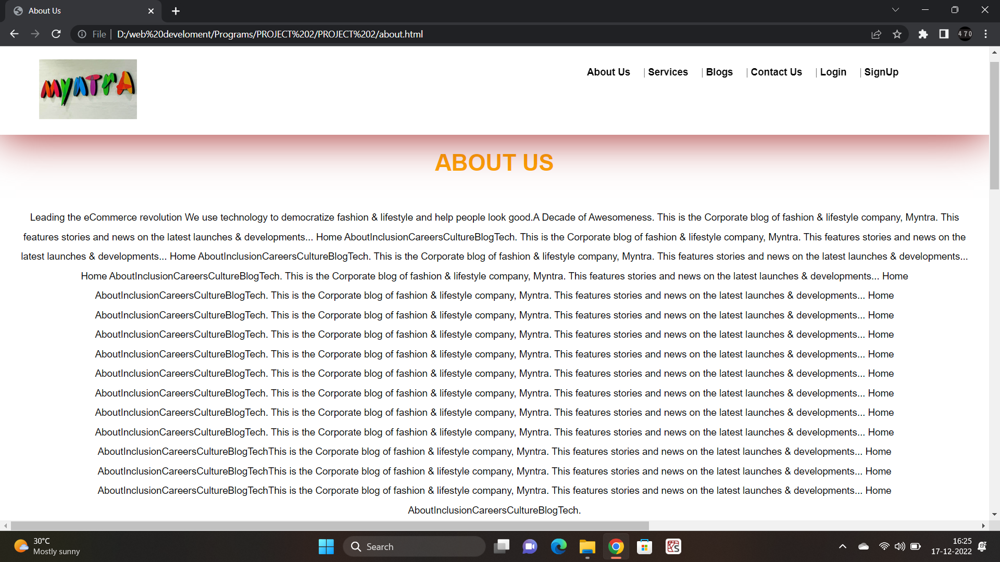 About Us
File
D:/web%20develoment/Programs/PROJECT%202/PROJECT%202/about.html
470
MyNTrA
About Us | Services | Blogs | Contact Us | Login | SignUp
ABOUT US
Leading the eCommerce revolution We use technology to democratize fashion & lifestyle and help people look good.A Decade of Awesomeness. This is the Corporate blog of fashion & lifestyle company, Myntra. This
features stories and news on the latest launches & developments... Home AboutInclusionCareersCultureBlogTech. This is the Corporate blog of fashion & lifestyle company, Myntra. This features stories and news on the
latest launches & developments... Home AboutInclusionCareersCultureBlogTech. This is the Corporate blog of fashion & lifestyle company, Myntra. This features stories and news on the latest launches & developments...
Home AboutInclusionCareersCultureBlogTech. This is the Corporate blog of fashion & lifestyle company, Myntra. This features stories and news on the latest launches & developments... Home
AboutInclusionCareersCultureBlogTech. This is the Corporate blog of fashion & lifestyle company, Myntra. This features stories and news on the latest launches & developments... Home
AboutInclusionCareersCultureBlogTech. This is the Corporate blog of fashion & lifestyle company, Myntra. This features stories and news on the latest launches & developments... Home
AboutInclusionCareersCultureBlogTech. This is the Corporate blog of fashion & lifestyle company, Myntra. This features stories and news on the latest launches & developments... Home
AboutInclusionCareersCultureBlogTech. This is the Corporate blog of fashion & lifestyle company, Myntra. This features stories and news on the latest launches & developments... Home
AboutInclusionCareersCultureBlogTech. This is the Corporate blog of fashion & lifestyle company, Myntra. This features stories and news on the latest launches & developments... Home
AboutInclusionCareersCultureBlogTech. This is the Corporate blog of fashion & lifestyle company, Myntra. This features stories and news on the latest launches & developments... Home
AboutInclusionCareersCultureBlogTech. This is the Corporate blog of fashion & lifestyle company, Myntra. This features stories and news on the latest launches & developments... Home
AboutInclusionCareersCultureBlogTech. This is the Corporate blog of fashion & lifestyle company, Myntra. This features stories and news on the latest launches & developments... Home
AboutInclusionCareersCultureBlogTechThis is the Corporate blog of fashion & lifestyle company, Myntra. This features stories and news on the latest launches & developments... Home
AboutInclusionCareersCultureBlogTechThis is the Corporate blog of fashion & lifestyle company, Myntra. This features stories and news on the latest launches & developments... Home
AboutInclusionCareersCultureBlogTechThis is the Corporate blog of fashion & lifestyle company, Myntra. This features stories and news on the latest launches & developments... Home
AboutInclusionCareersCultureBlogTech.
30°C
Mostly sunny
Search
16:25
17-12-2022